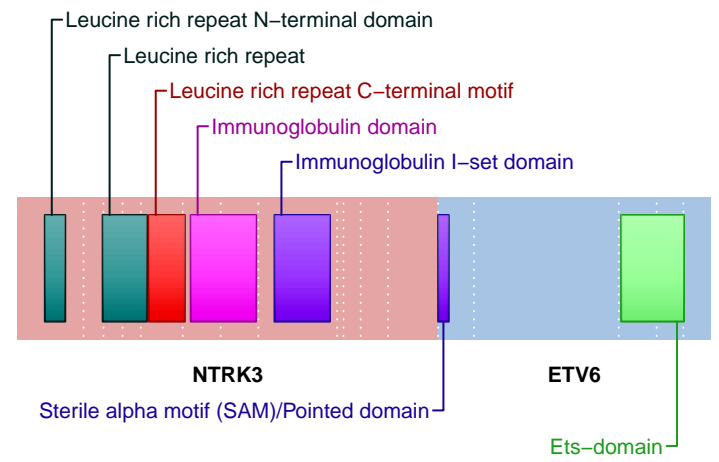 Leucine rich repeat N−terminal domain
Leucine rich repeat
Leucine rich repeat C−terminal motif
Immunoglobulin domain
Immunoglobulin I−set domain
NTRK3
ETV6
Sterile alpha motif (SAM)/Pointed domain
Ets−domain